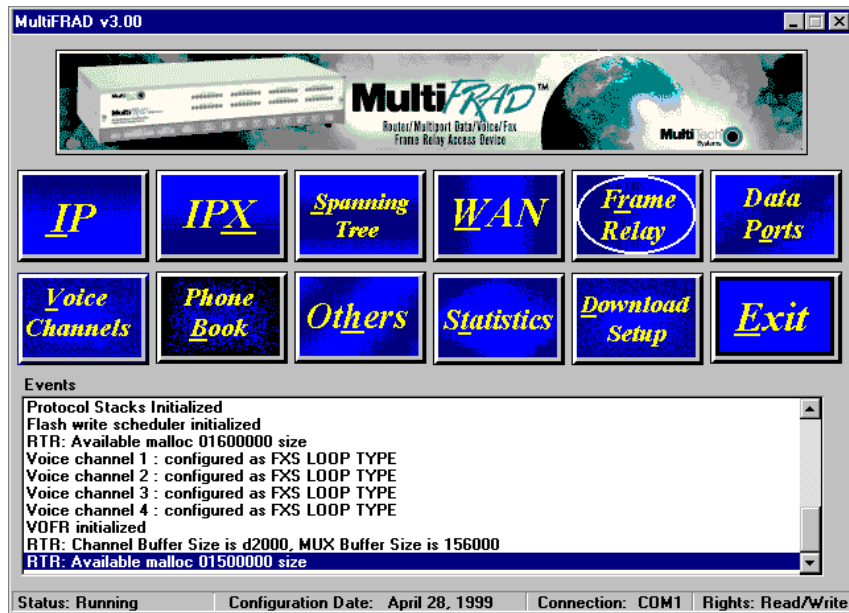 MultiFRAD v3.00
MultiFRAD™
Router/Multiport Data/Voice/Fax
Frame Relay Access Device
MultiTech
Systems
IP
IPX
Spanning
Tree
WAN
Frame
Relay
Data
Ports
Voice
Channels
Phone
Book
Others
Statistics
Download
Setup
Exit
Events
Protocol Stacks Initialized
Flash write scheduler initialized
RTR: Available malloc 01600000 size
Voice channel 1 : configured as FXS LOOP TYPE
Voice channel 2 : configured as FXS LOOP TYPE
Voice channel 3 : configured as FXS LOOP TYPE
Voice channel 4 : configured as FXS LOOP TYPE
VOFR initialized
RTR: Channel Buffer Size is d2000, MUX Buffer Size is 156000
RTR: Available malloc 01500000 size
Status: Running Configuration Date: April 28, 1999 Connection: COM1 Rights: Read/Write